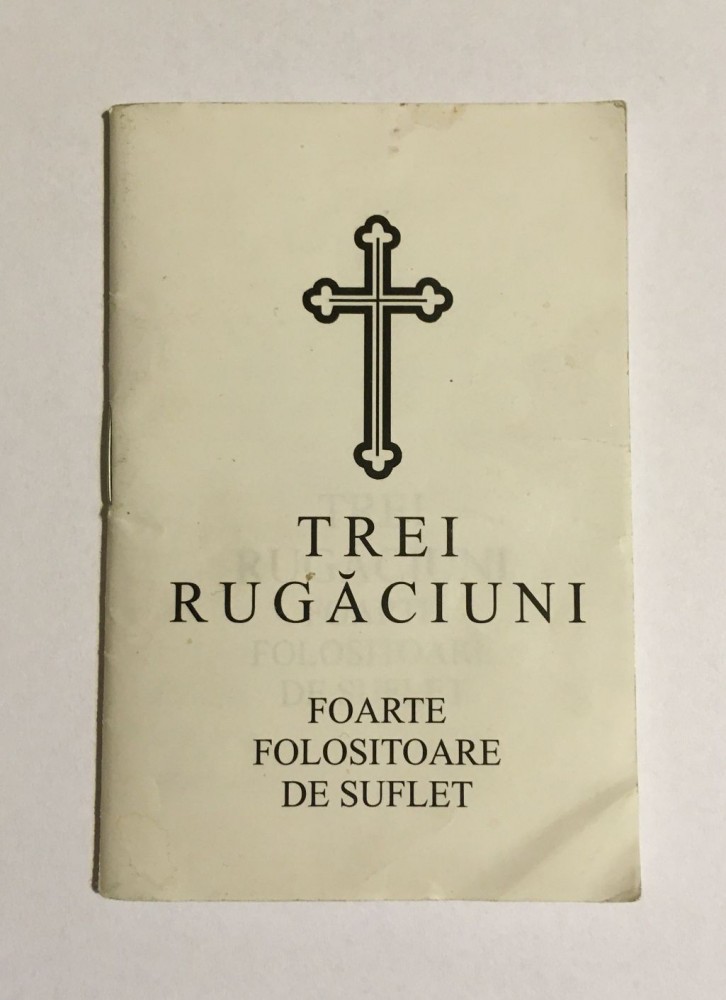 TREI
RUGĂCIUNI
FOARTE
FOLOSITOARE
DE SUFLET